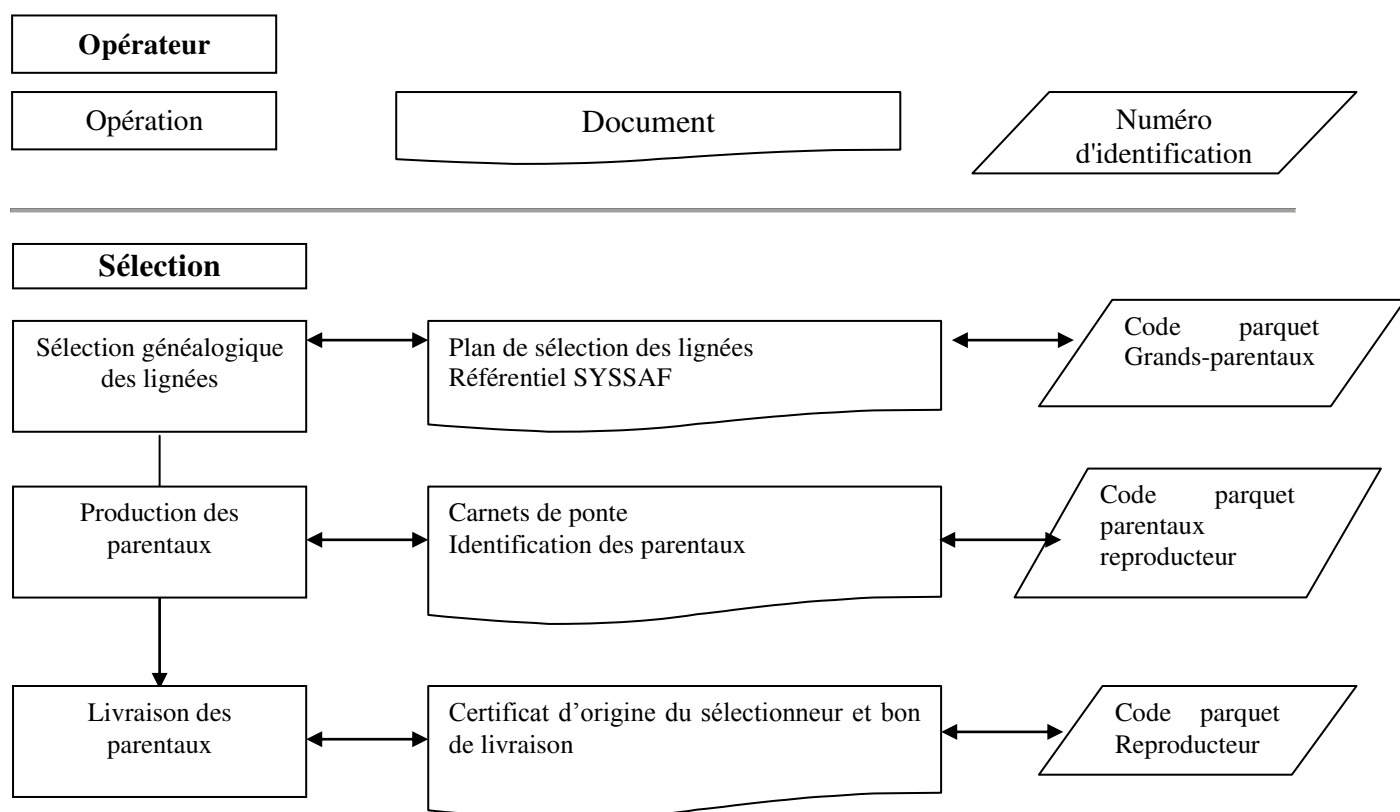 Opérateur
Opération
Document
Numéro
d'identification
Sélection
Sélection généalogique
des lignées
Plan de sélection des lignées
Référentiel SYSSAF
Code parquet
Grands-parentaux
Production des
parentaux
Carnets de ponte
Identification des parentaux
Code parquet
parentaux
reproducteur
Livraison des
parentaux
Certificat d’origine du sélectionneur et bon
de livraison
Code parquet
Reproducteur